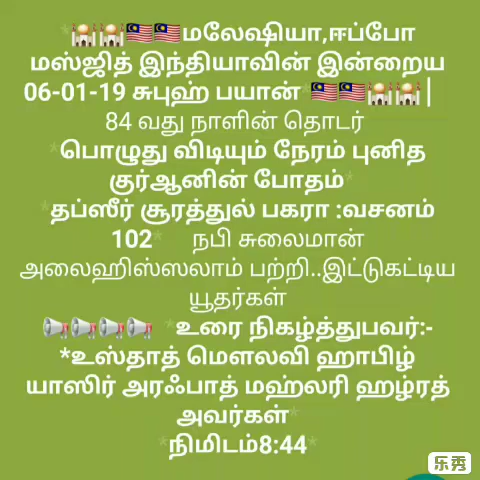 *🕌🕌🇲🇾🇲🇾மலேஷியா,ஈப்போ
மஸ்ஜித் இந்தியாவின் இன்றைய
06-01-19 சுபுஹ் பயான்*🇲🇾🇲🇾🕌🕌|
84 வது நாளின் தொடர்
*பொழுது விடியும் நேரம் புனித
குர்ஆனின் போதம்*
*தப்ஸீர் சூரத்துல் பகரா :வசனம்
102* நபி சுலைமான்
அலைஹிஸ்ஸலாம் பற்றி..இட்டுகட்டிய
யூதர்கள்
📢📢📢📢 *உரை நிகழ்த்துபவர்:-
*உஸ்தாத் மௌலவி ஹாபிழ்
யாஸிர் அரஃபாத் மஹ்லரி ஹழ்ரத்
அவர்கள்*
*நிமிடம்8:44*
乐秀